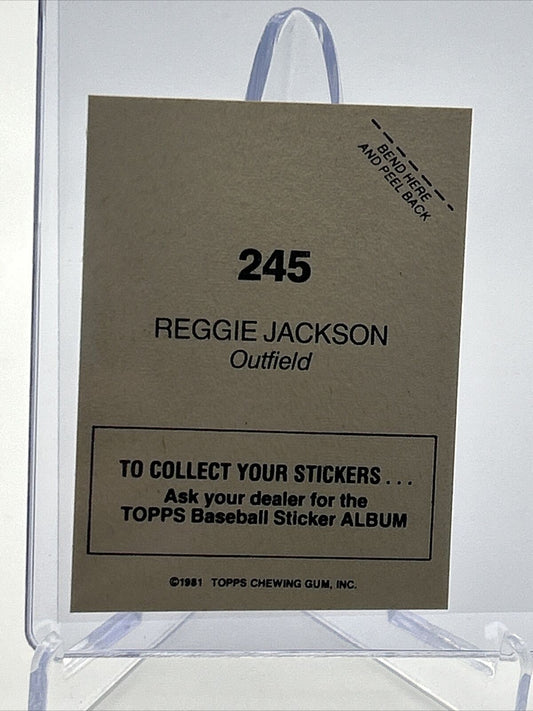 BEND HERE
AND PEEL BACK
245
REGGIE JACKSON
Outfield
TO COLLECT YOUR STICKERS...
Ask your dealer for the
TOPPS Baseball Sticker ALBUM
©1981 TOPPS CHEWING GUM, INC.